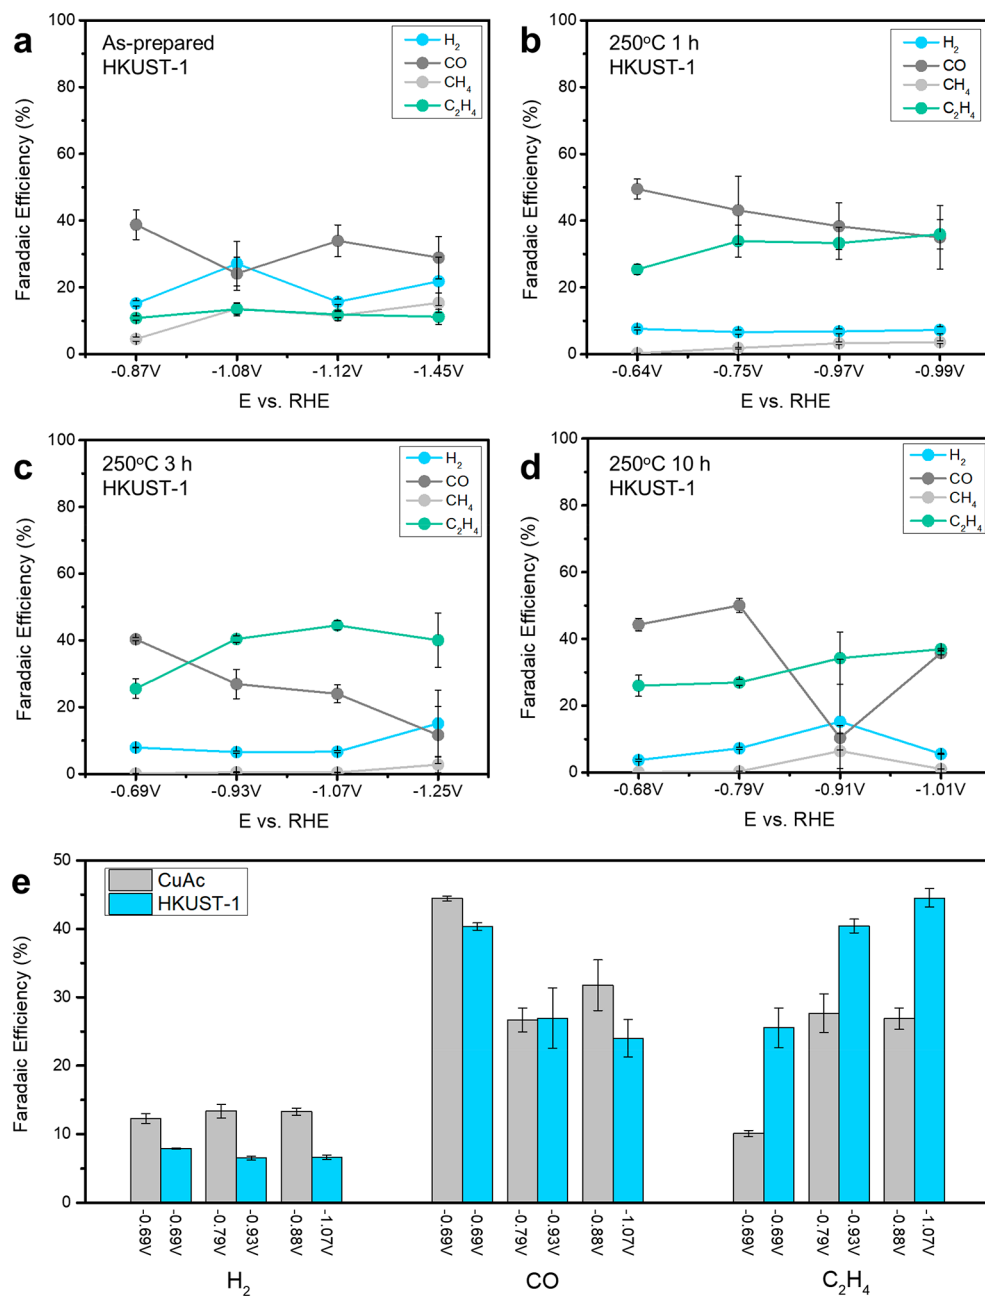 a
As-prepared
HKUST-1
H₂
CO
CH₄
C₂H₄
100
80
60
40
20
0
Faradaic Efficiency (%)
-0.87V
-1.08V
-1.12V
-1.45V
E vs. RHE
b
250°C 1 h
HKUST-1
H₂
CO
CH₄
C₂H₄
100
80
60
40
20
0
Faradaic Efficiency (%)
-0.64V
-0.75V
-0.97V
-0.99V
E vs. RHE
c
250°C 3 h
HKUST-1
H₂
CO
CH₄
C₂H₄
100
80
60
40
20
0
Faradaic Efficiency (%)
-0.69V
-0.93V
-1.07V
-1.25V
E vs. RHE
d
250°C 10 h
HKUST-1
H₂
CO
CH₄
C₂H₄
100
80
60
40
20
0
Faradaic Efficiency (%)
-0.68V
-0.79V
-0.91V
-1.01V
E vs. RHE
e
CuAc
HKUST-1
50
40
30
20
10
0
Faradaic Efficiency (%)
-0.69V
-0.69V
-0.79V
-0.93V
-0.88V
-1.07V
-0.69V
-0.69V
-0.79V
-0.93V
-0.88V
-1.07V
-0.69V
-0.69V
-0.79V
-0.93V
-0.88V
-1.07V
H₂
CO
C₂H₄